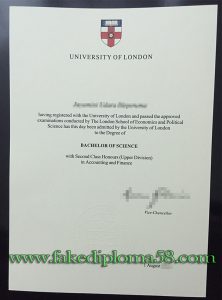 UNIVERSITY OF LONDON
having registered with the University of London and passed the approved
examinations conducted by The London School of Economics and Political
Science has this day been admitted by the University of London
to the Degree of
BACHELOR OF SCIENCE
with Second Class Honours (Upper Division)
in Accounting and Finance
Vice-Chancellor
www.fakediploma58.com
1 August